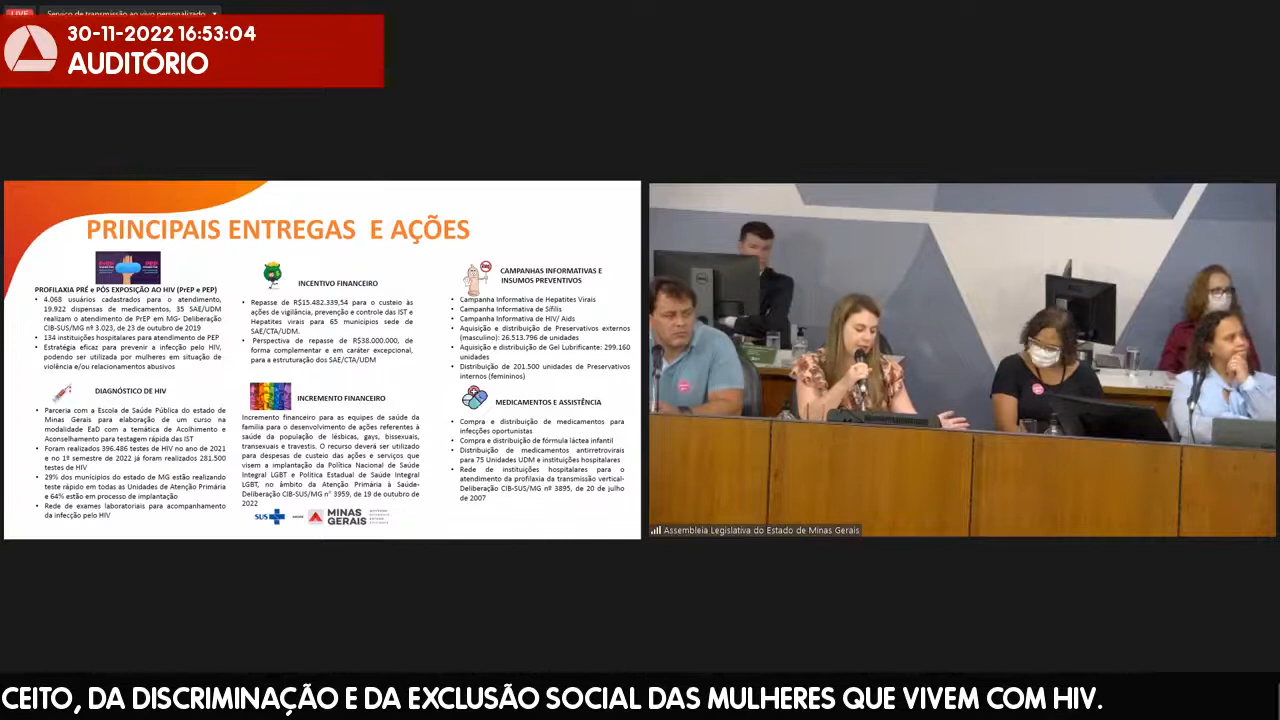 LIVE
Serviço de transmissão ao vivo personalizado
30-11-2022 16:53:04
AUDITÓRIO
PRINCIPAIS ENTREGAS E AÇÕES
PROFILAXIA PRÉ e PÓS EXPOSIÇÃO AO HIV (PrEP e PEP)
• 4.068 usuários cadastrados para o atendimento,
19.922 dispensas de medicamentos, 35 SAE/UDM
realizam o atendimento de PrEP em MG- Deliberação
CIB-SUS/MG nº 3.023, de 23 de outubro de 2019
• 134 instituições hospitalares para atendimento de PEP
• Estratégia eficaz para prevenir a infecção pelo HIV,
podendo ser utilizada por mulheres em situação de
violência e/ou relacionamentos abusivos
DIAGNÓSTICO DE HIV
• Parceria com a Escola de Saúde Pública do estado de
Minas Gerais para elaboração de um curso na
modalidade EaD com a temática de Acolhimento e
Aconselhamento para testagem rápida das IST
• Foram realizados 396.486 testes de HIV no ano de 2021
e no 1º semestre de 2022 já foram realizados 281.500
testes de HIV
• 29% dos municípios do estado de MG estão realizando
teste rápido em todas as Unidades de Atenção Primária
e 64% estão em processo de implantação
• Rede de exames laboratoriais para acompanhamento
da infecção pelo HIV
INCENTIVO FINANCEIRO
• Repasse de R$15.482.339,54 para o custeio às
ações de vigilância, prevenção e controle das IST e
Hepatites virais para 65 municípios sede de
SAE/CTA/UDM.
• Perspectiva de repasse de R$38.000.000, de
forma complementar e em caráter excepcional,
para a estruturação dos SAE/CTA/UDM
INCREMENTO FINANCEIRO
Incremento financeiro para as equipes de saúde da
família para o desenvolvimento de ações referentes à
saúde da população de lésbicas, gays, bissexuais,
transexuais e travestis. O recurso deverá ser utilizado
para despesas de custeio das ações e serviços que
visem a implantação da Política Nacional de Saúde
Integral LGBT e Política Estadual de Saúde Integral
LGBT, no âmbito da Atenção Primária à Saúde-
Deliberação CIB-SUS/MG n° 3959, de 19 de outubro de
2022
SUS
SAÚDE
MINAS
GERAIS
CAMPANHAS INFORMATIVAS E
INSUMOS PREVENTIVOS
• Campanha Informativa de Hepatites Virais
• Campanha Informativa de Sífilis
• Campanha Informativa de HIV/ Aids
• Aquisição e distribuição de Preservativos externos
(masculino): 26.513.796 de unidades
• Aquisição e distribuição de Gel Lubrificante: 299.160
unidades
• Distribuição de 201.500 unidades de Preservativos
internos (femininos)
MEDICAMENTOS E ASSISTÊNCIA
• Compra e distribuição de medicamentos para
infecções oportunistas
• Compra e distribuição de fórmula láctea infantil
• Distribuição de medicamentos antirretrovirais
para 75 Unidades UDM e instituições hospitalares
• Rede de instituições hospitalares para o
atendimento da profilaxia da transmissão vertical-
Deliberação CIB-SUS/MG nº 3895, de 20 de julho
de 2007
Assembleia Legislativa do Estado de Minas Gerais
CEITO, DA DISCRIMINAÇÃO E DA EXCLUSÃO SOCIAL DAS MULHERES QUE VIVEM COM HIV.